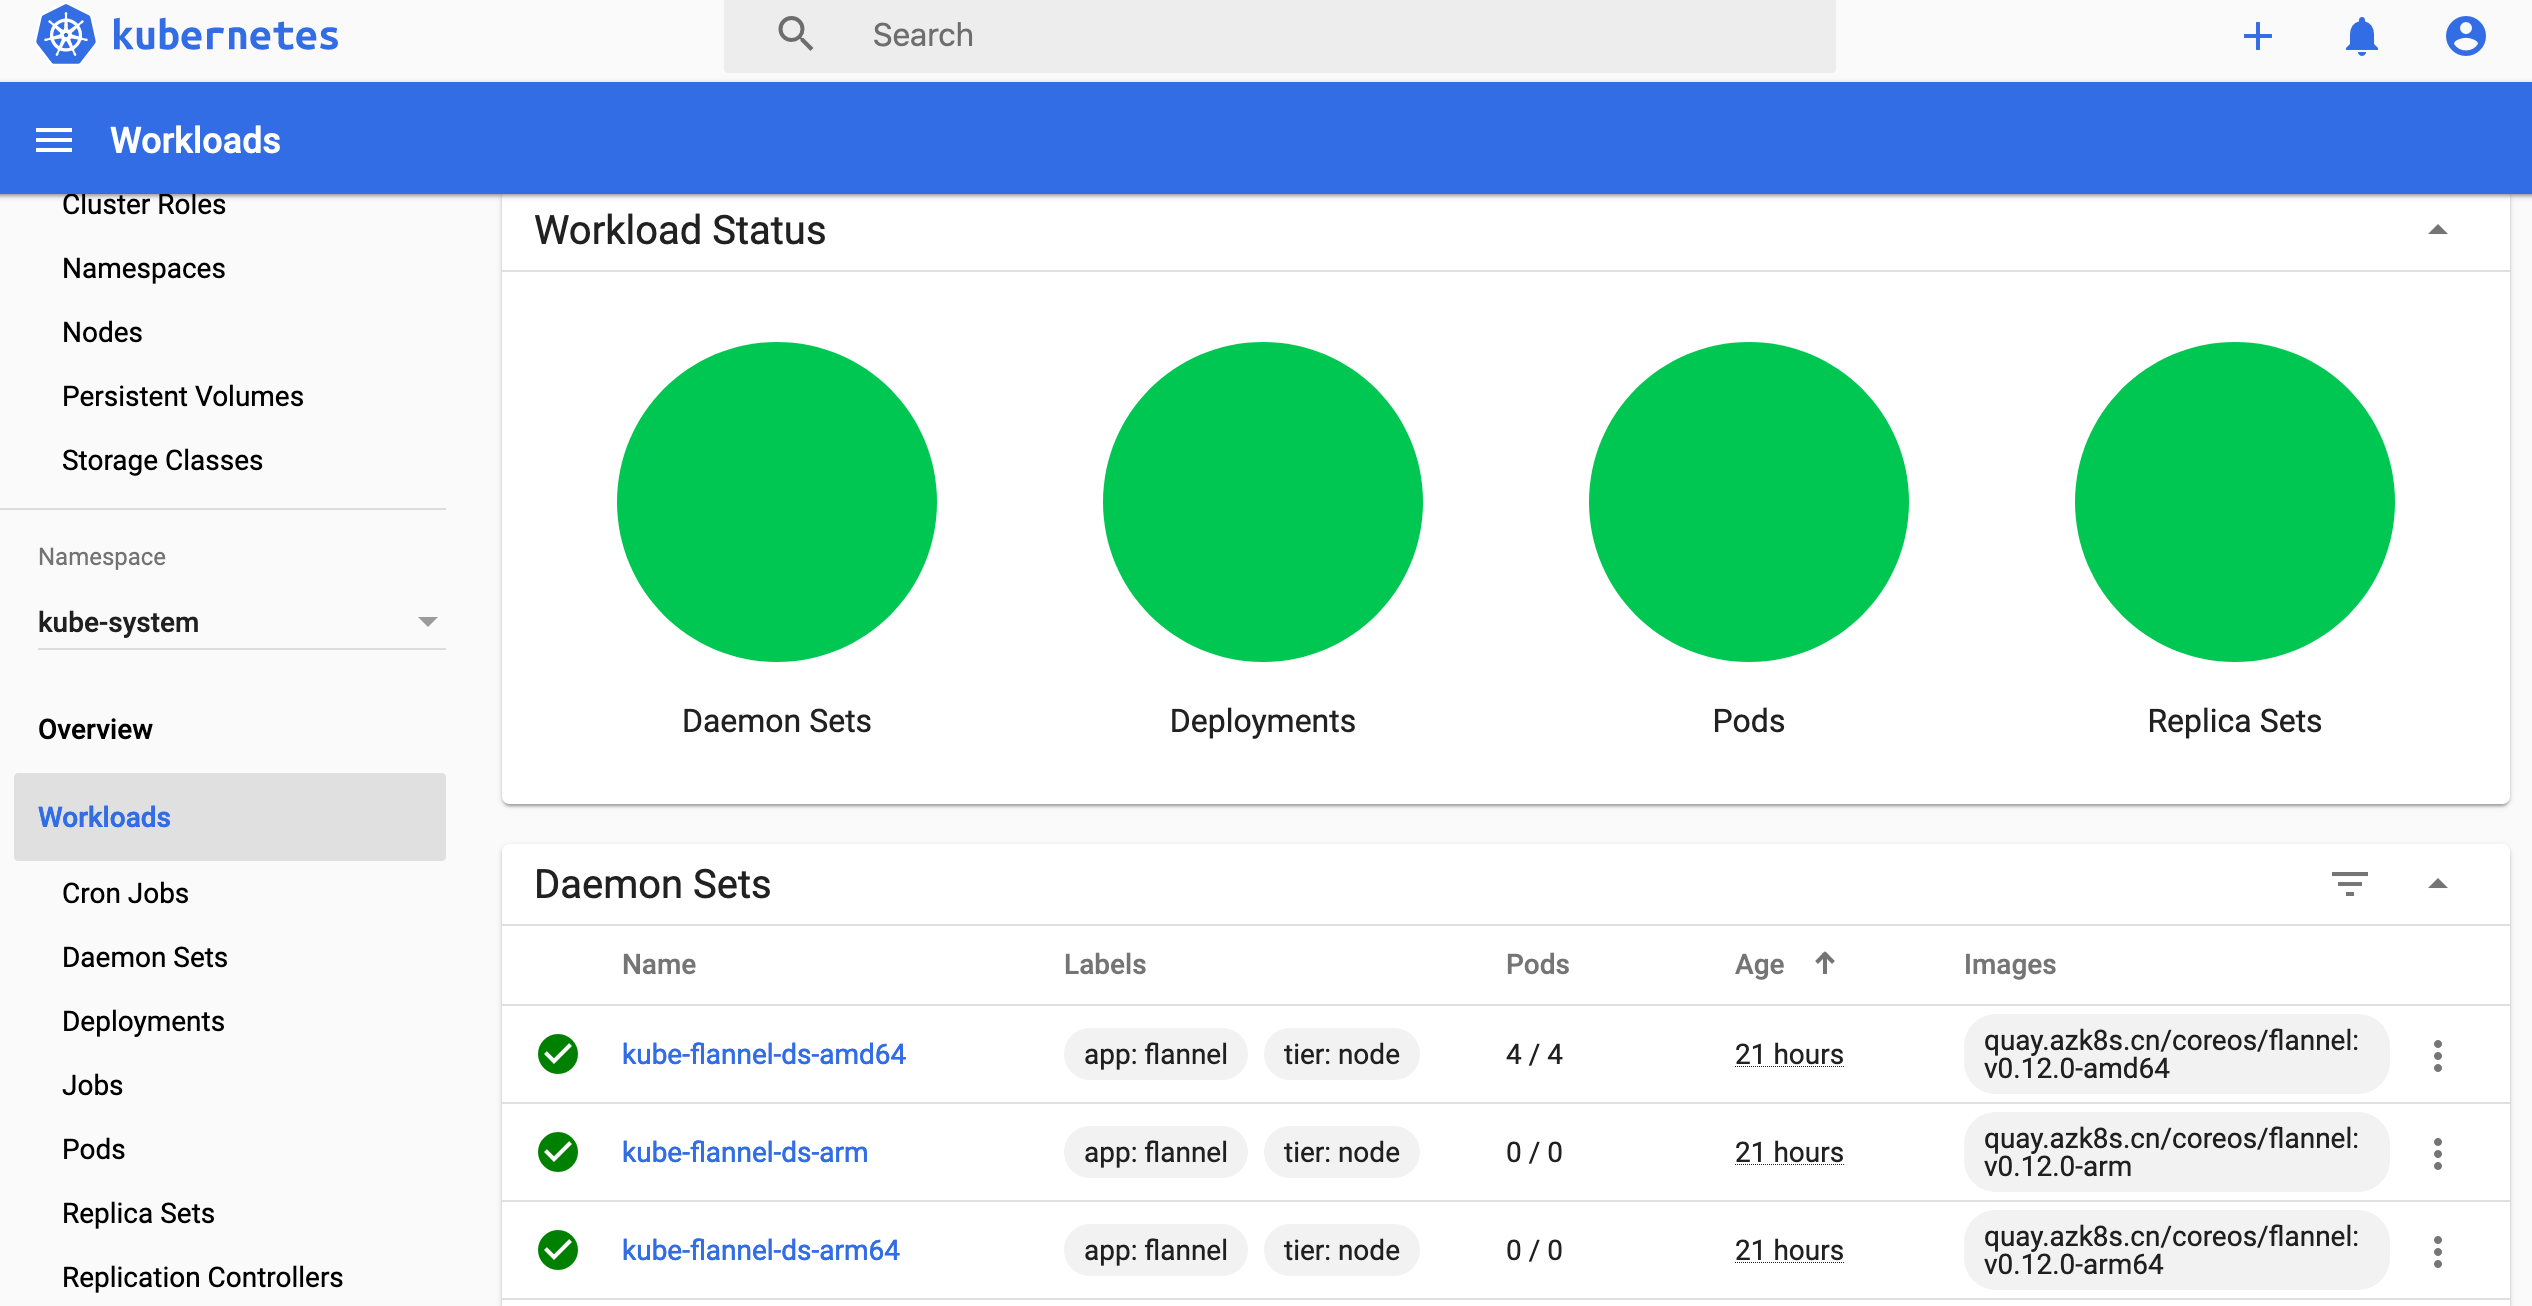 kubernetes
Search
Workloads
Cluster Roles
Namespaces
Nodes
Persistent Volumes
Storage Classes
Namespace
kube-system
Overview
Workloads
Cron Jobs
Daemon Sets
Deployments
Jobs
Pods
Replica Sets
Replication Controllers
Workload Status
Daemon Sets
Deployments
Pods
Replica Sets
Daemon Sets
Name Labels Pods Age Images
kube-flannel-ds-amd64 app: flannel tier: node 4 / 4 21 hours quay.azk8s.cn/coreos/flannel:
v0.12.0-amd64
kube-flannel-ds-arm app: flannel tier: node 0 / 0 21 hours quay.azk8s.cn/coreos/flannel:
v0.12.0-arm
kube-flannel-ds-arm64 app: flannel tier: node 0 / 0 21 hours quay.azk8s.cn/coreos/flannel:
v0.12.0-arm64